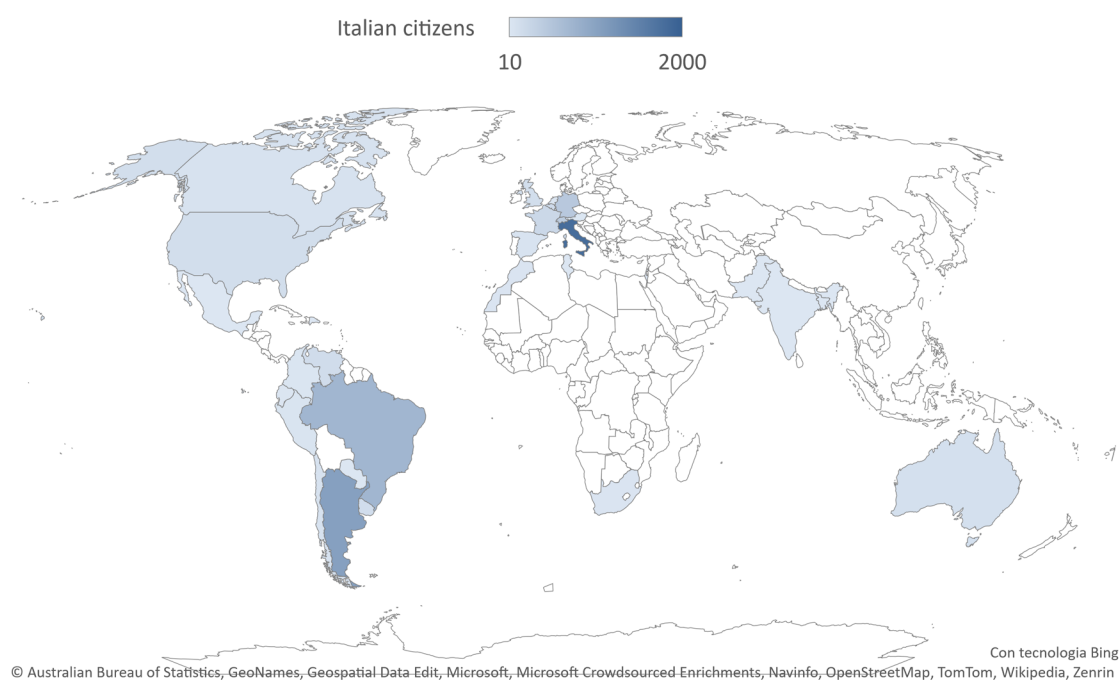 Italian citizens
10 2000
Con tecnologia Bing
© Australian Bureau of Statistics, GeoNames, Geospatial Data Edit, Microsoft, Microsoft Crowdsourced Enrichments, Navinfo, OpenStreetMap, TomTom, Wikipedia, Zenrin